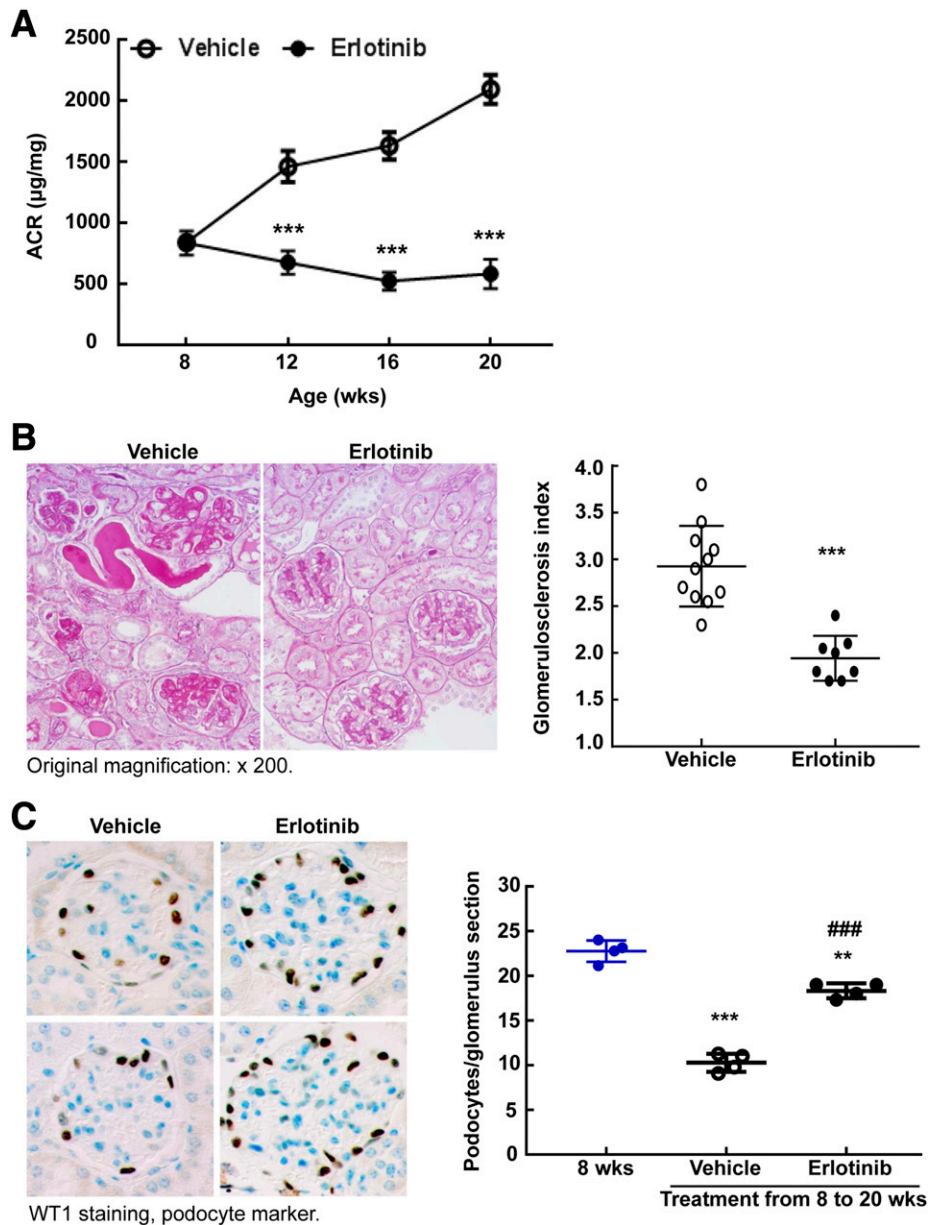 A
2500
2000
1500
1000
500
0
ACR (µg/mg)
Vehicle Erlotinib
***
***
***
8 12 16 20
Age (wks)
B
Vehicle Erlotinib
Original magnification: x 200.
Glomerulosclerosis index
4.0
3.5
3.0
2.5
2.0
1.5
1.0
***
Vehicle Erlotinib
C
Vehicle Erlotinib
WT1 staining, podocyte marker.
Podocytes/glomerulus section
30
25
20
15
10
5
0
***
###
**
8 wks Vehicle Erlotinib
Treatment from 8 to 20 wks